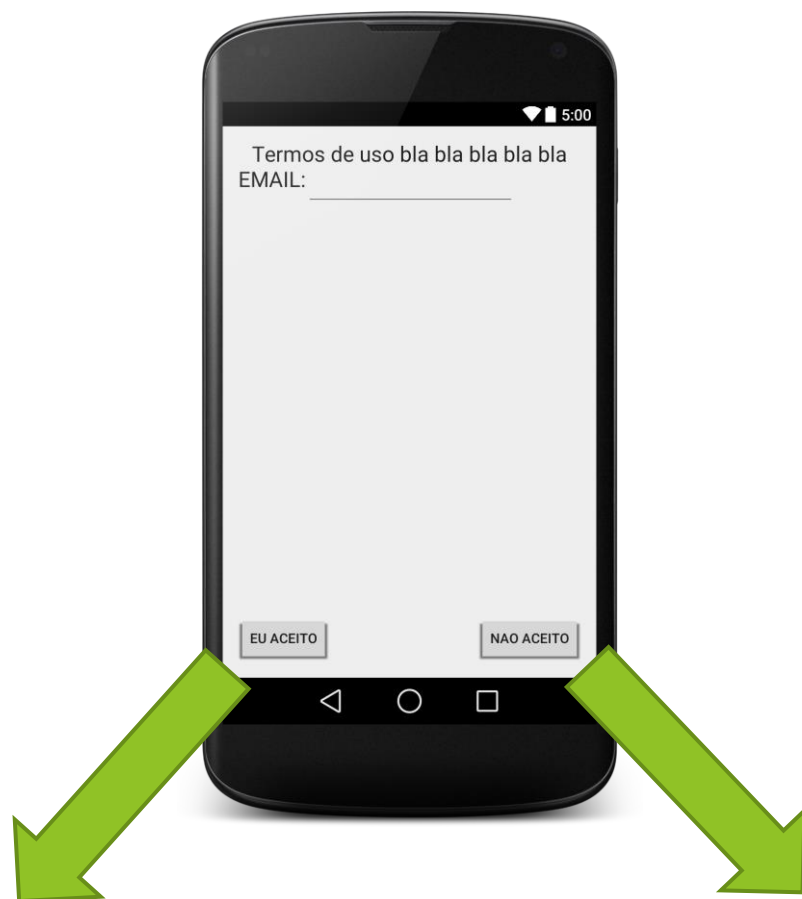 5:00
Termos de uso bla bla bla bla bla
EMAIL:
EU ACEITO
NAO ACEITO